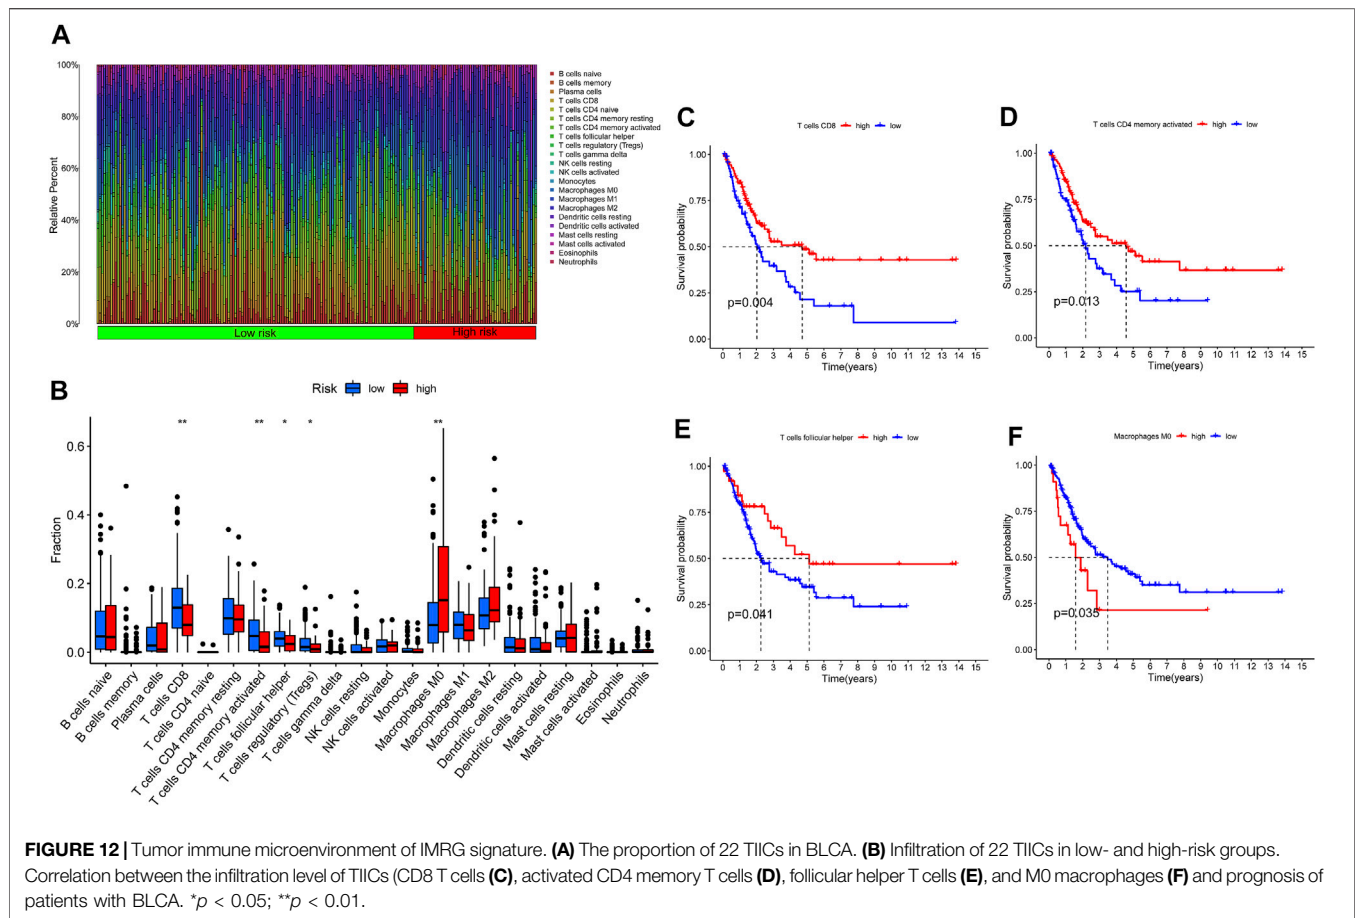 A
100%
80%
60%
40%
20%
0%
Relative Percent
Low risk
High risk
B cells naive
B cells memory
Plasma cells
T cells CD8
T cells CD4 naive
T cells CD4 memory resting
T cells CD4 memory activated
T cells follicular helper
T cells regulatory (Tregs)
T cells gamma delta
NK cells resting
NK cells activated
Monocytes
Macrophages M0
Macrophages M1
Macrophages M2
Dendritic cells resting
Dendritic cells activated
Mast cells resting
Mast cells activated
Eosinophils
Neutrophils
B
Risk low high
** ** * * **
0.6
0.4
0.2
0.0
Fraction
B cells naive
B cells memory
Plasma cells
T cells CD8
T cells CD4 naive
T cells CD4 memory resting
T cells CD4 memory activated
T cells follicular helper
T cells regulatory (Tregs)
T cells gamma delta
NK cells resting
NK cells activated
Monocytes
Macrophages M0
Macrophages M1
Macrophages M2
Dendritic cells resting
Dendritic cells activated
Mast cells resting
Mast cells activated
Eosinophils
Neutrophils
C
T cells CD8 high low
1.00
0.75
0.50
0.25
0.00
Survival probability
p=0.004
0 1 2 3 4 5 6 7 8 9 10 11 12 13 14 15
Time(years)
D
T cells CD4 memory activated high low
1.00
0.75
0.50
0.25
0.00
Survival probability
p=0.013
0 1 2 3 4 5 6 7 8 9 10 11 12 13 14 15
Time(years)
E
T cells follicular helper high low
1.00
0.75
0.50
0.25
0.00
Survival probability
p=0.041
0 1 2 3 4 5 6 7 8 9 10 11 12 13 14 15
Time(years)
F
Macrophages M0 high low
1.00
0.75
0.50
0.25
0.00
Survival probability
p=0.035
0 1 2 3 4 5 6 7 8 9 10 11 12 13 14 15
Time(years)
FIGURE 12 | Tumor immune microenvironment of IMRG signature. (A) The proportion of 22 TIICs in BLCA. (B) Infiltration of 22 TIICs in low- and high-risk groups.
Correlation between the infiltration level of TIICs (CD8 T cells (C), activated CD4 memory T cells (D), follicular helper T cells (E), and M0 macrophages (F) and prognosis of
patients with BLCA. *p < 0.05; **p < 0.01.